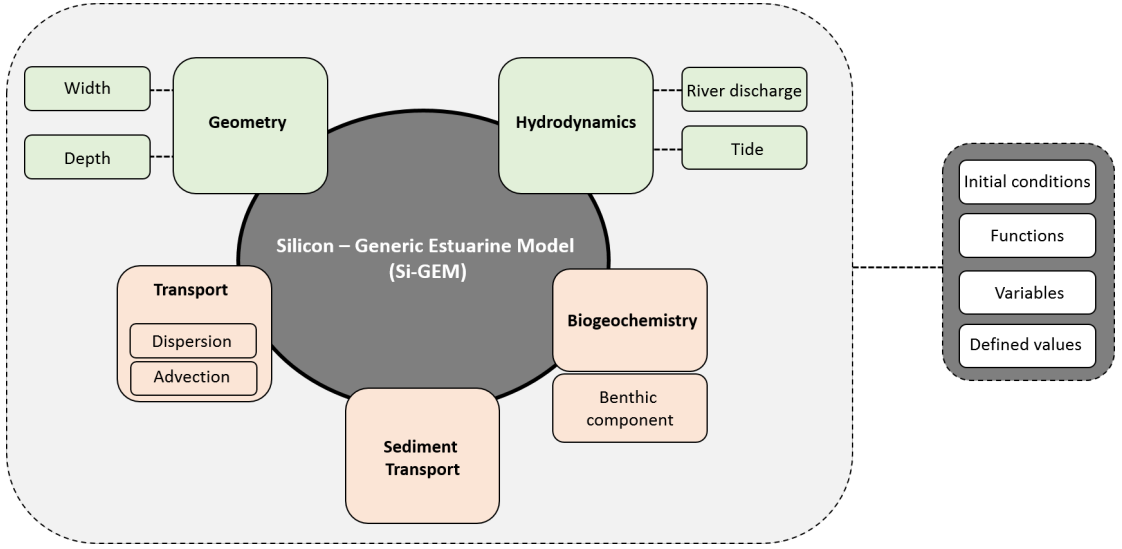 Width
Depth
Geometry
Hydrodynamics
River discharge
Tide
Silicon – Generic Estuarine Model
(Si-GEM)
Transport
Dispersion
Advection
Biogeochemistry
Benthic
component
Sediment
Transport
Initial conditions
Functions
Variables
Defined values